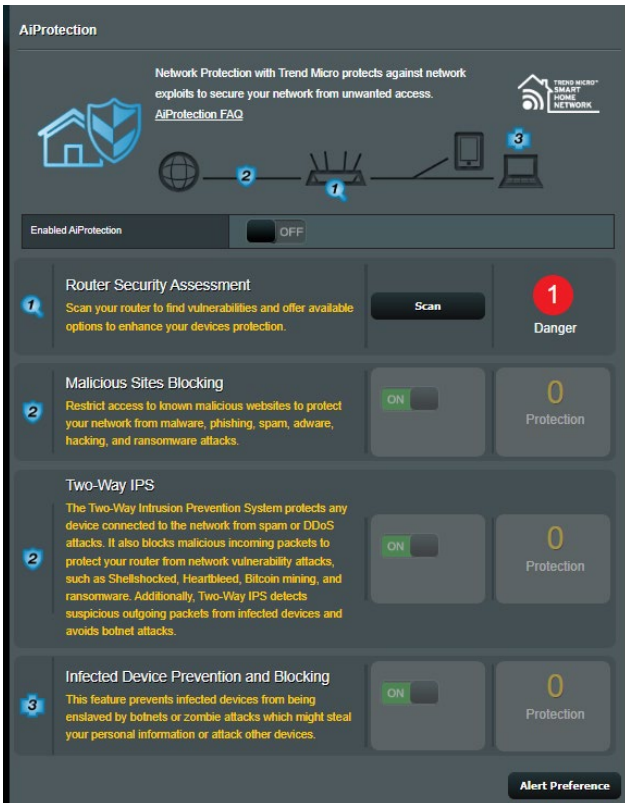 AiProtection
Network Protection with Trend Micro protects against network
exploits to secure your network from unwanted access.
AiProtection FAQ
TREND MICRO™
SMART
HOME
NETWORK
3
2
1
Enabled AiProtection
OFF
1
Router Security Assessment
Scan your router to find vulnerabilities and offer available
options to enhance your devices protection.
Scan
1
Danger
2
Malicious Sites Blocking
Restrict access to known malicious websites to protect
your network from malware, phishing, spam, adware,
hacking, and ransomware attacks.
ON
0
Protection
2
Two-Way IPS
The Two-Way Intrusion Prevention System protects any
device connected to the network from spam or DDoS
attacks. It also blocks malicious incoming packets to
protect your router from network vulnerability attacks,
such as Shellshocked, Heartbleed, Bitcoin mining, and
ransomware. Additionally, Two-Way IPS detects
suspicious outgoing packets from infected devices and
avoids botnet attacks.
ON
0
Protection
3
Infected Device Prevention and Blocking
This feature prevents infected devices from being
enslaved by botnets or zombie attacks which might steal
your personal information or attack other devices.
ON
0
Protection
Alert Preference